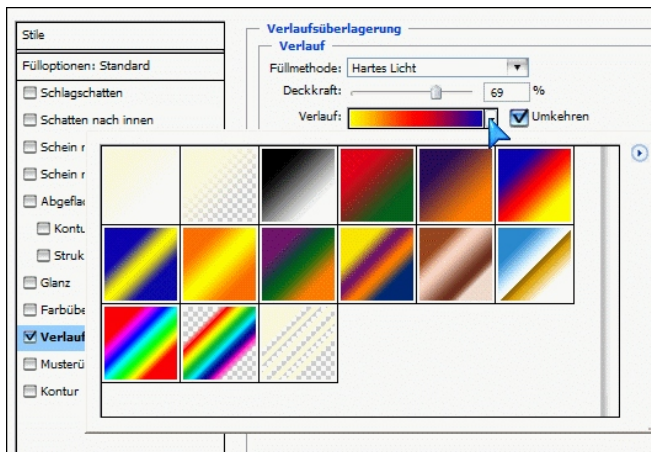 Stile
Fülloptionen: Standard
Schlagschatten
Schatten nach innen
Schein
Schein
Kontu
Struk
Glanz
Farbübe
Verlauf
Musterü
Kontur
Verlaufsüberlagerung
Verlauf
Füllmethode: Hartes Licht
Deckkraft: 69 %
Verlauf: Umkehren